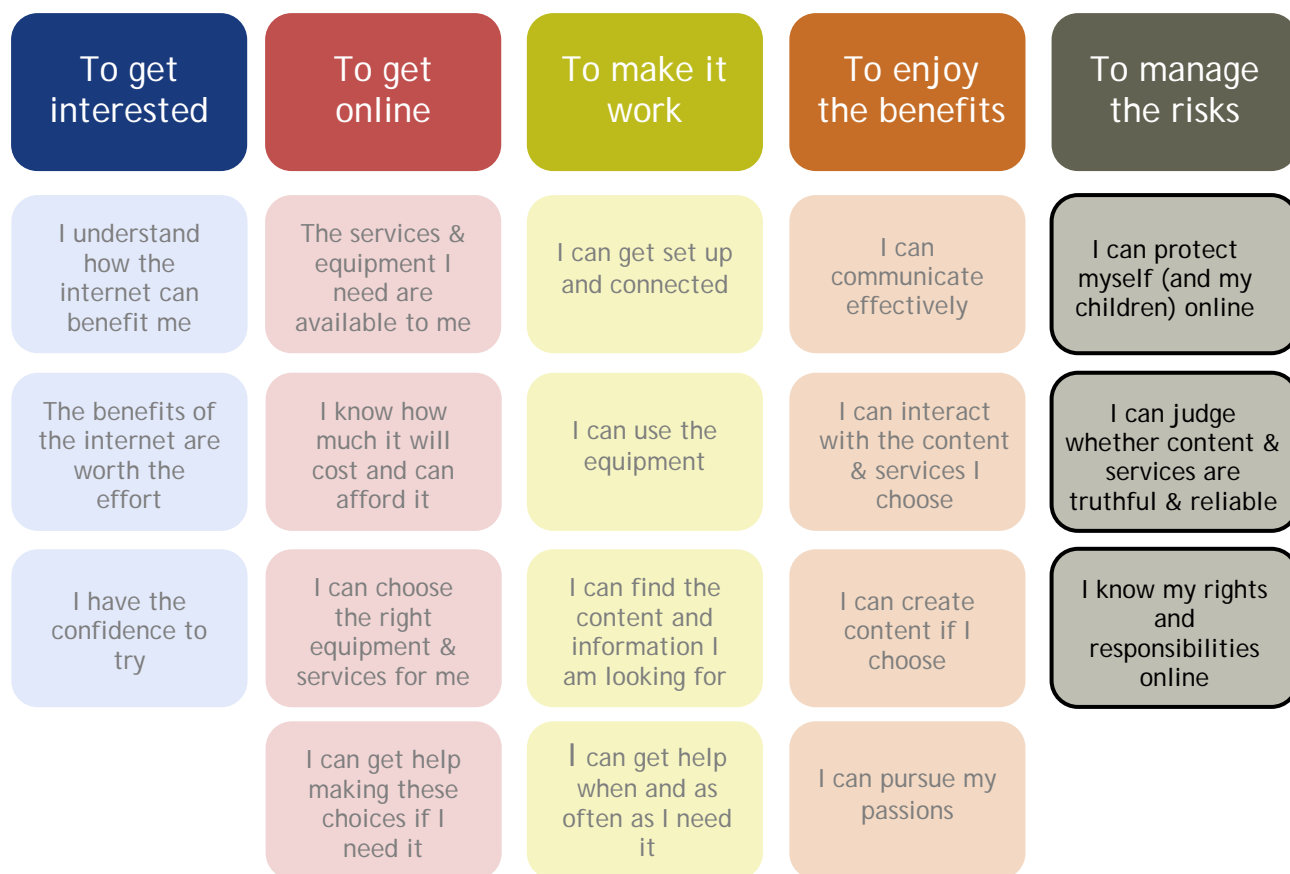 To get
interested
I understand
how the
internet can
benefit me
The benefits of
the internet are
worth the
effort
I have the
confidence to
try
To get
online
The services &
equipment I
need are
available to me
I know how
much it will
cost and can
afford it
I can choose
the right
equipment &
services for me
I can get help
making these
choices if I
need it
To make it
work
I can get set up
and connected
I can use the
equipment
I can find the
content and
information I
am looking for
I can get help
when and as
often as I need
it
To enjoy
the benefits
I can
communicate
effectively
I can interact
with the content
& services I
choose
I can create
content if I
choose
I can pursue my
passions
To manage
the risks
I can protect
myself (and my
children) online
I can judge
whether content &
services are
truthful & reliable
I know my rights
and
responsibilities
online